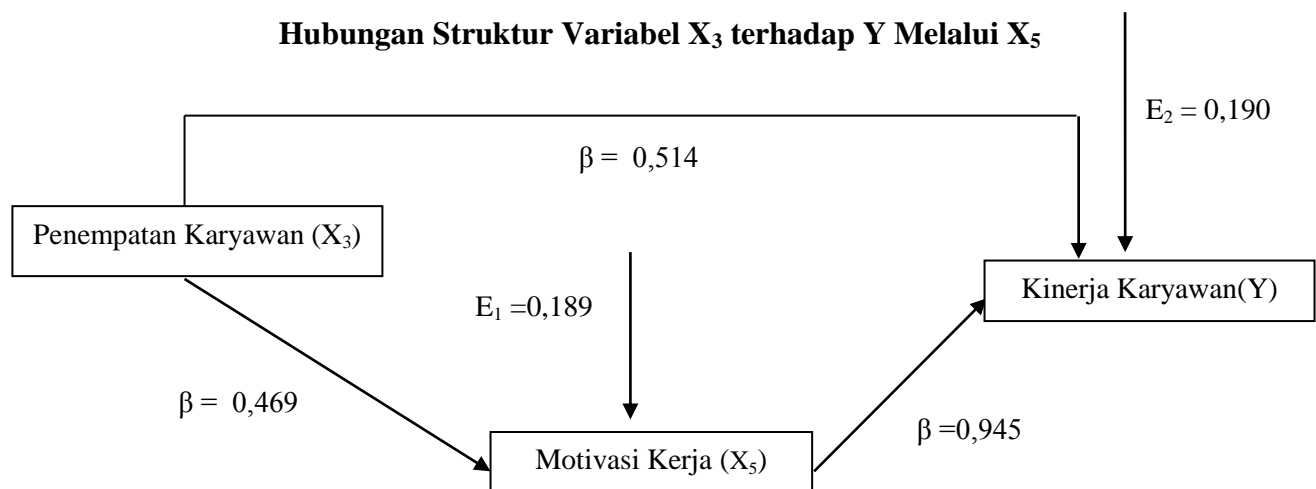 Hubungan Struktur Variabel X₃ terhadap Y Melalui X₅
E₂ = 0,190
β = 0,514
Penempatan Karyawan (X₃)
Kinerja Karyawan(Y)
E₁ =0,189
β = 0,469
β =0,945
Motivasi Kerja (X₅)